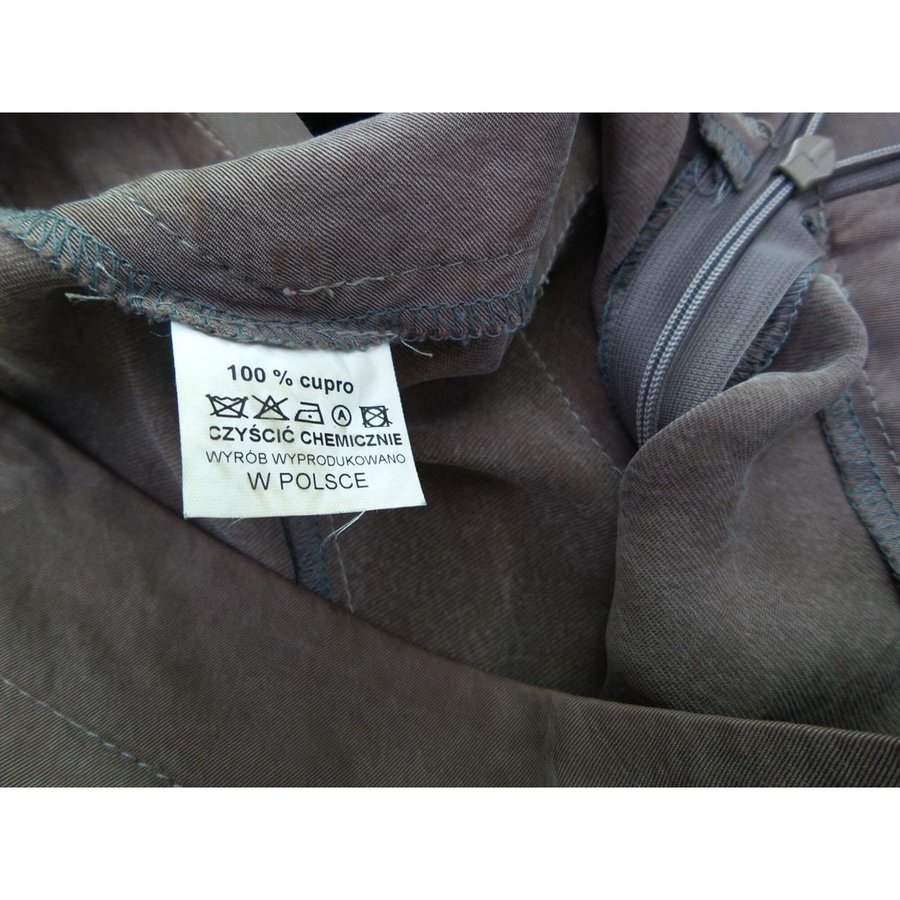 100 % cupro
A
CZYŚCIĆ CHEMICZNIE
WYRÓB WYPRODUKOWANO
W POLSCE